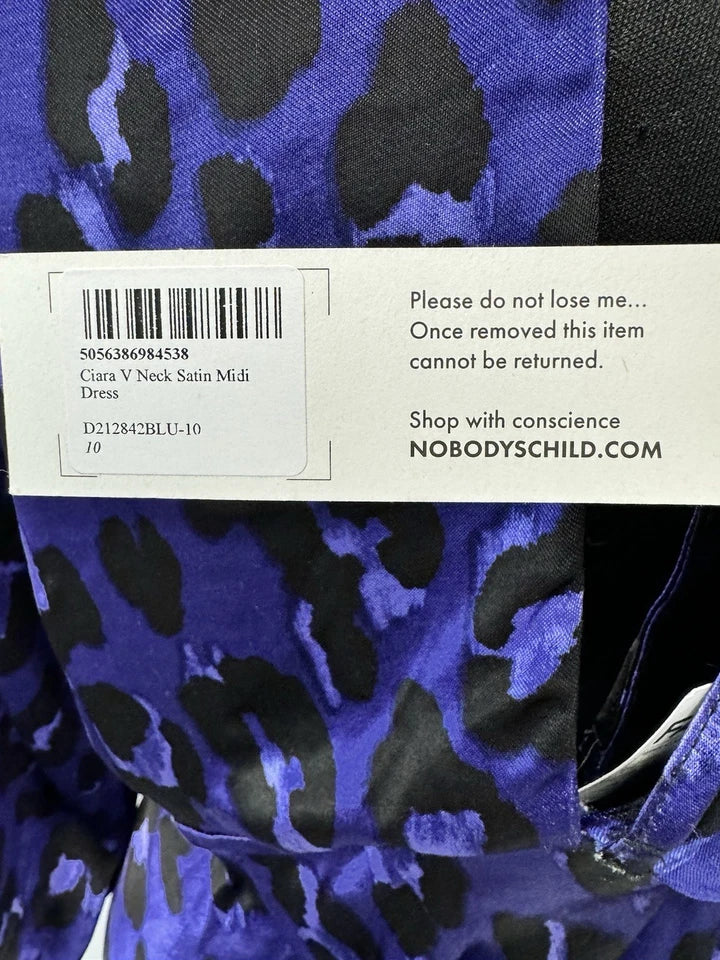 5056386984538
Ciara V Neck Satin Midi
Dress
D212842BLU-10
10
Please do not lose me...
Once removed this item
cannot be returned.
Shop with conscience
NOBODYSCHILD.COM